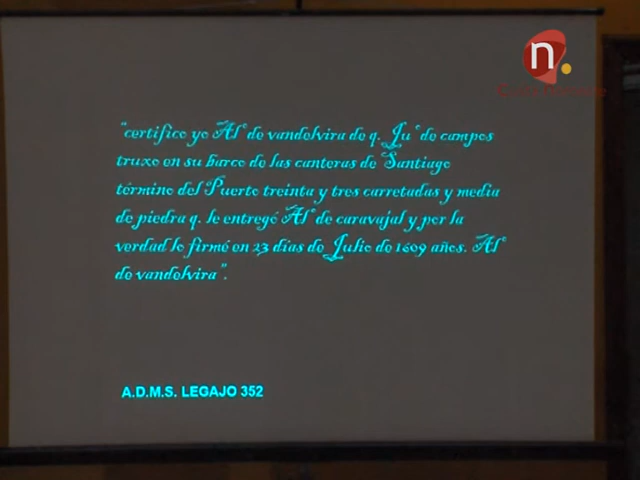 n.
"certifico yo Al° de vandelvira de q. Ju° de campos
truxo en su barco de las canteras de Santiago
término del Puerto treinta y tres carretadas y media
de piedra q. le entregó Al° de caravajal y por la
verdad lo firmé en 23 días de Julio de 1609 años. Al°
de vandelvira".
A.D.M.S. LEGAJO 352